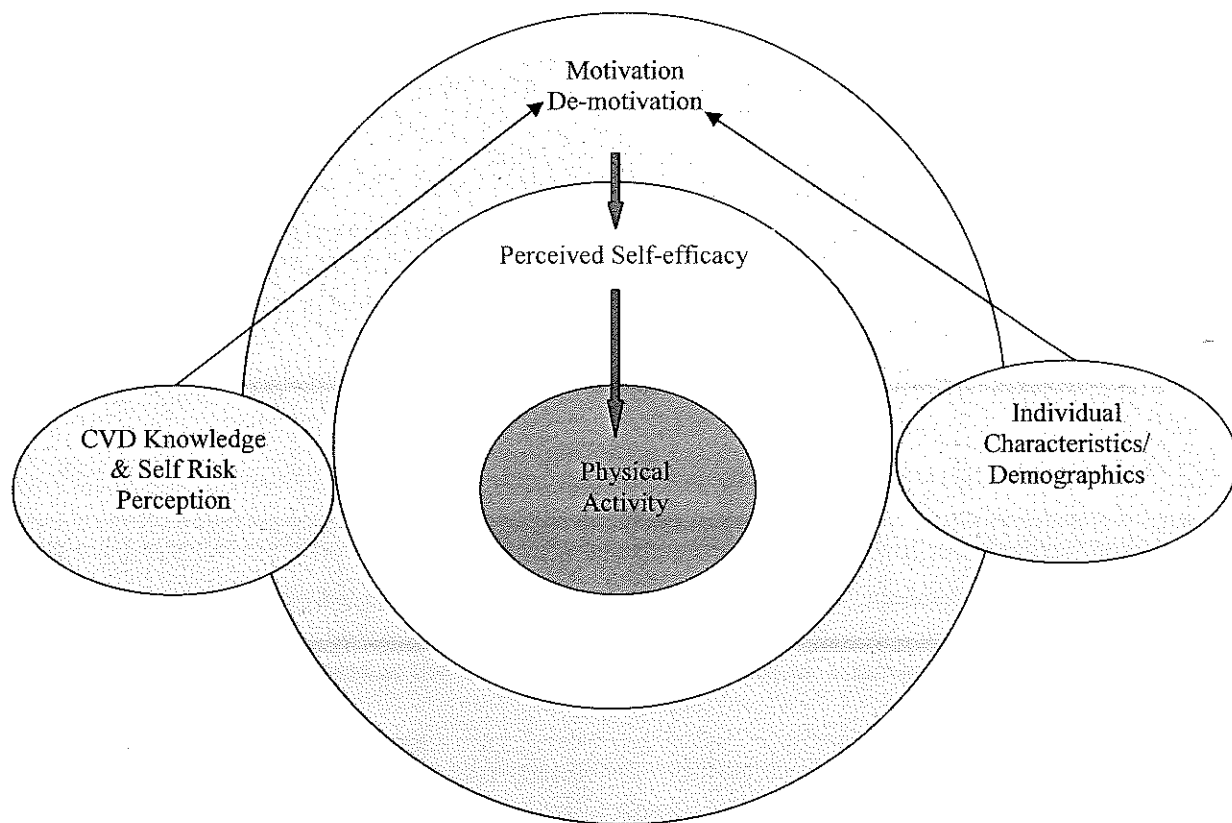 Motivation
De-motivation
Perceived Self-efficacy
CVD Knowledge
& Self Risk
Perception
Physical
Activity
Individual
Characteristics/
Demographics